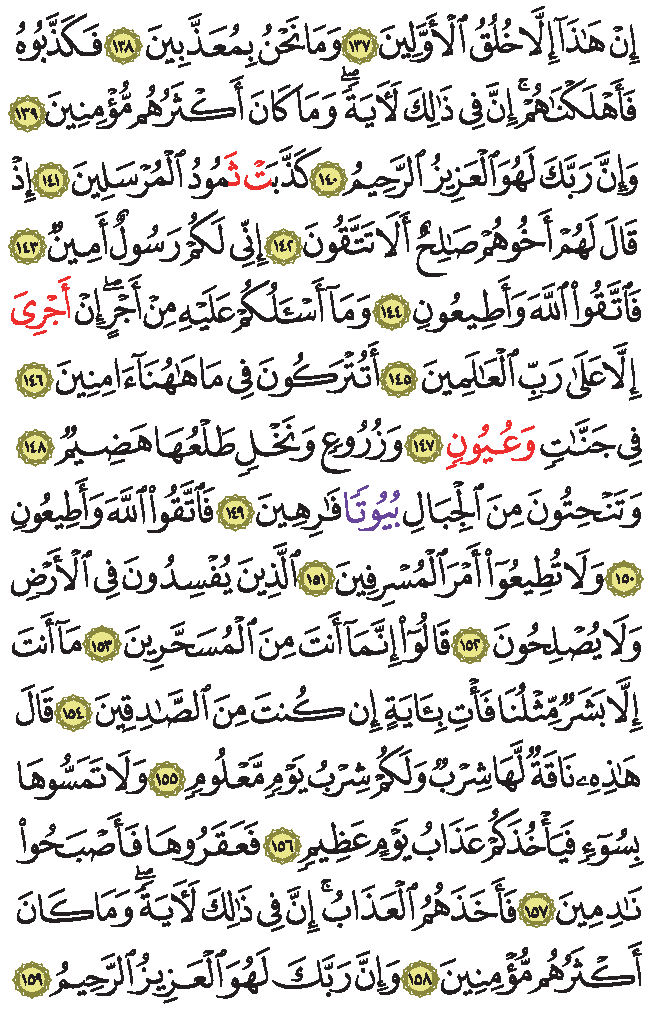 إِنْ هَٰذَآ إِلَّا خُلُقُ ٱلْأَوَّلِينَ ١٣٧ وَمَا نَحْنُ بِمُعَذَّبِينَ ١٣٨ فَكَذَّبُوهُ
فَأَهْلَكْنَٰهُمْۚ إِنَّ فِى ذَٰلِكَ لَأٓيَةًۖ وَمَا كَانَ أَكْثَرُهُم مُّؤْمِنِينَ ١٣٩
وَإِنَّ رَبَّكَ لَهُوَ ٱلْعَزِيزُ ٱلرَّحِيمُ ١٤٠ كَذَّبَتْ ثَمُودُ ٱلْمُرْسَلِينَ ١٤١ إِذْ
قَالَ لَهُمْ أَخُوهُمْ صَٰلِحٌ أَلَا تَتَّقُونَ ١٤٢ إِنِّى لَكُمْ رَسُولٌ أَمِينٌ ١٤٣
فَٱتَّقُوا۟ ٱللَّهَ وَأَطِيعُونِ ١٤٤ وَمَآ أَسْـَٔلُكُمْ عَلَيْهِ مِنْ أَجْرٍۖ إِنْ أَجْرِىَ
إِلَّا عَلَىٰ رَبِّ ٱلْعَٰلَمِينَ ١٤٥ أَتُتْرَكُونَ فِى مَا هَٰهُنَآ ءَامِنِينَ ١٤٦
فِى جَنَّٰتٍ وَعُيُونٍ ١٤٧ وَزُرُوعٍ وَنَخْلٍ طَلْعُهَا هَضِيمٌ ١٤٨
وَتَنْحِتُونَ مِنَ ٱلْجِبَالِ بُيُوتًا فَٰرِهِينَ ١٤٩ فَٱتَّقُوا۟ ٱللَّهَ وَأَطِيعُونِ
١٥٠ وَلَا تُطِيعُوٓا۟ أَمْرَ ٱلْمُسْرِفِينَ ١٥١ ٱلَّذِينَ يُفْسِدُونَ فِى ٱلْأَرْضِ
وَلَا يُصْلِحُونَ ١٥٢ قَالُوٓا۟ إِنَّمَآ أَنتَ مِنَ ٱلْمُسَحَّرِينَ ١٥٣ مَآ أَنتَ
إِلَّا بَشَرٌ مِّثْلُنَا فَأْتِ بِـَٔايَةٍ إِن كُنتَ مِنَ ٱلصَّٰدِقِينَ ١٥٤ قَالَ
هَٰذِهِۦ نَاقَةٌ لَّهَا شِرْبٌ وَلَكُمْ شِرْبُ يَوْمٍ مَّعْلُومٍ ١٥٥ وَلَا تَمَسُّوهَا
بِسُوٓءٍ فَيَأْخُذَكُمْ عَذَابُ يَوْمٍ عَظِيمٍ ١٥٦ فَعَقَرُوهَا فَأَصْبَحُوا۟
نَٰدِمِينَ ١٥٧ فَأَخَذَهُمُ ٱلْعَذَابُۚ إِنَّ فِى ذَٰلِكَ لَأٓيَةًۖ وَمَا كَانَ
أَكْثَرُهُم مُّؤْمِنِينَ ١٥٨ وَإِنَّ رَبَّكَ لَهُوَ ٱلْعَزِيزُ ٱلرَّحِيمُ ١٥٩